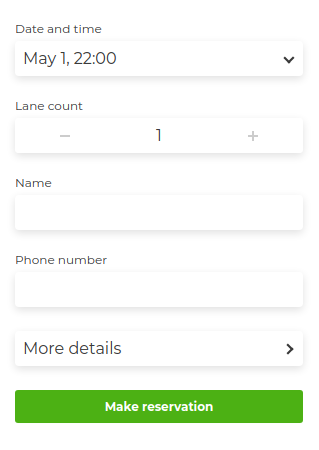 Date and time
May 1, 22:00
Lane count
− 1 +
Name
Phone number
More details
Make reservation